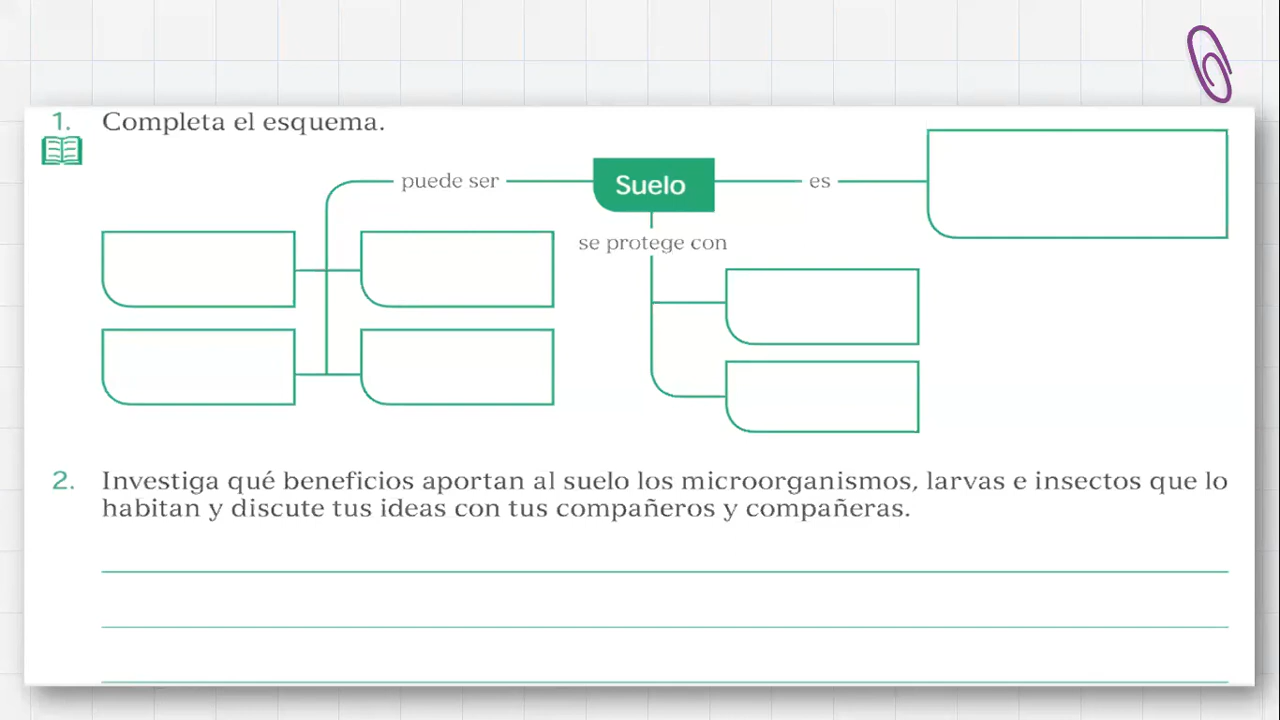 1. Completa el esquema.
puede ser
Suelo
es
se protege con
2. Investiga qué beneficios aportan al suelo los microorganismos, larvas e insectos que lo
habitan y discute tus ideas con tus compañeros y compañeras.